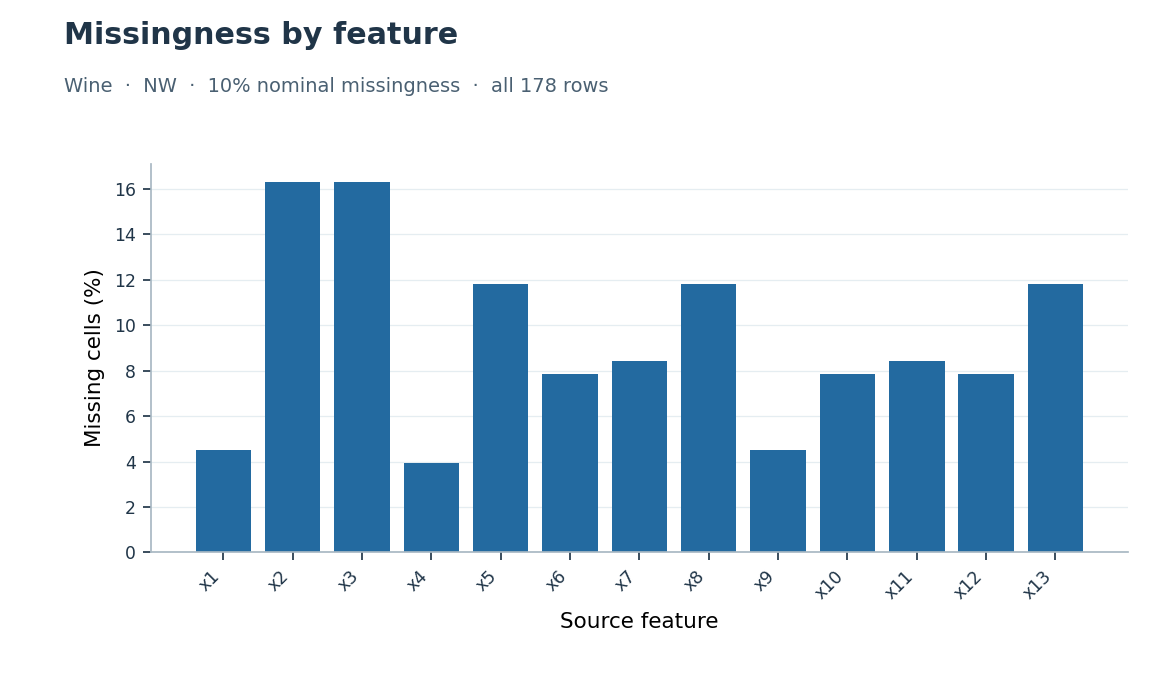 Missingness by feature
Wine · NW · 10% nominal missingness · all 178 rows
Missing cells (%)
16
14
12
10
8
6
4
2
0
x1 x2 x3 x4 x5 x6 x7 x8 x9 x10 x11 x12 x13
Source feature